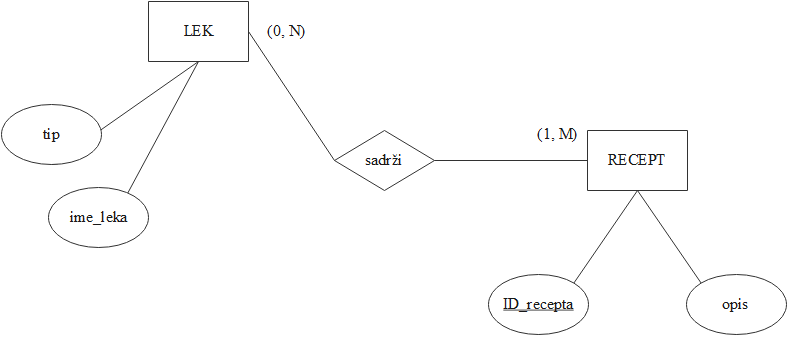 LEK
(0, N)
tip
(1, M)
sadrži
RECEPT
ime_leka
ID_recepta
opis